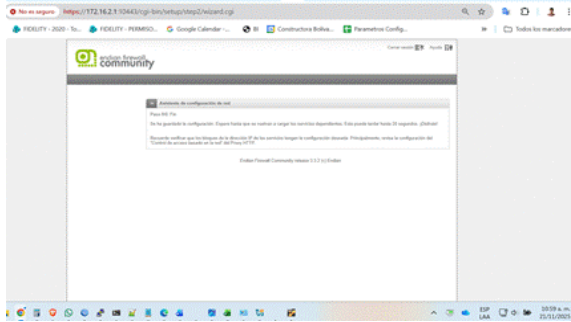 No es seguro https://172.16.2.1:10443/cgi-bin/setup/step2/wizard.cgi
FIDELITY - 2020 - To... FIDELITY - PERMISO... Google Calendar -... BI Constructora Boliva... Parametros Config... Todos los marcadores
endian firewall community
Cerrar sesión Ayuda
Asistente de configuración de red
Paso 8/8: Fin
Se ha guardado la configuración. Espere hasta que se vuelvan a cargar los servicios dependientes. Esto puede tardar hasta 20 segundos. ¡Disfrute!
Recuerde verificar que los bloques de la dirección IP de los servicios tengan la configuración deseada. Principalmente, revise la configuración del
"Control de acceso basado en la red" del Proxy HTTP.
Endian Firewall Community release 3.3.2 (c) Endian
ESP 10:59 a. m.
LAA 21/11/2025